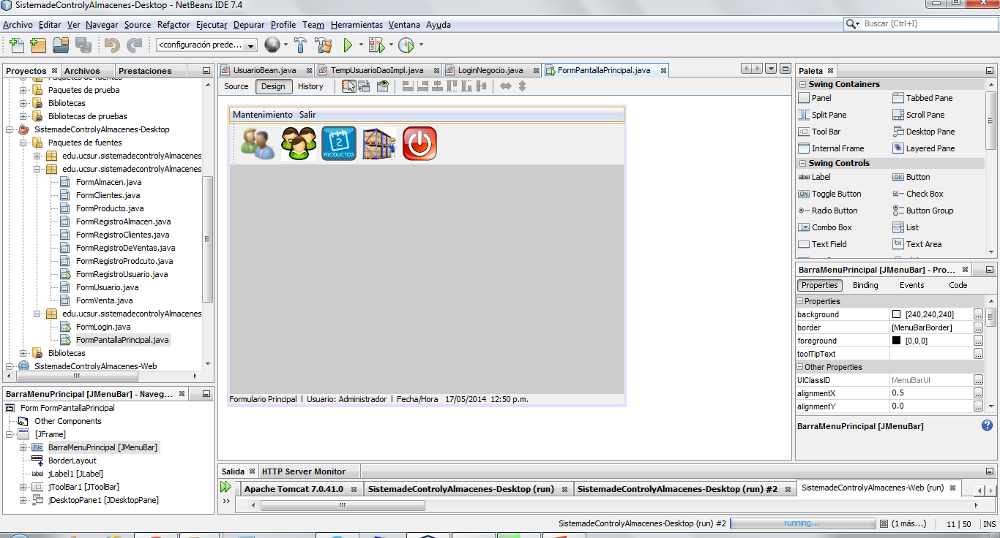 SistemadeControlyAlmacenes-Desktop - NetBeans IDE 7.4
Archivo Editar Ver Navegar Source Refactor Ejecutar Depurar Profile Team Herramientas Ventana Ayuda
Buscar (Ctrl+I)
<configuración prede...
Proyectos Archivos Prestaciones
Paquetes de fuentes
Paquetes de prueba
Bibliotecas
Bibliotecas de pruebas
SistemadeControlyAlmacenes-Desktop
Paquetes de fuentes
edu.ucsur.sistemadecontrolyAlmacenes
edu.ucsur.sistemadecontrolyAlmacenes
FormAlmacen.java
FormClientes.java
FormProducto.java
FormRegistroAlmacen.java
FormRegistroClientes.java
FormRegistroDeVentas.java
FormRegistroProdcuto.java
FormRegistroUsuario.java
FormUsuario.java
FormVenta.java
edu.ucsur.sistemadecontrolyAlmacenes
FormLogin.java
FormPantallaPrincipal.java
Bibliotecas
SistemadeControlyAlmacenes-Web
BarraMenuPrincipal [JMenuBar] - Naveg...
Form FormPantallaPrincipal
Other Components
[JFrame]
File BarraMenuPrincipal [JMenuBar]
BorderLayout
label jLabel1 [JLabel]
jToolBar1 [JToolBar]
jDesktopPane1 [JDesktopPane]
UsuarioBean.java TempUsuarioDaoImpl.java LoginNegocio.java FormPantallaPrincipal.java
Source Design History
Mantenimiento Salir
2
PRODUCTOS
Formulario Principal | Usuario: Administrador | Fecha/Hora 17/05/2014 12:50 p.m.
Paleta
Swing Containers
Panel Tabbed Pane
Split Pane Scroll Pane
Tool Bar Desktop Pane
Internal Frame Layered Pane
Swing Controls
label Label OK Button
ON Toggle Button Check Box
Radio Button Button Group
Combo Box List
Text Field tx Text Area
BarraMenuPrincipal [JMenuBar] - Pro...
Properties Binding Events Code
Properties
background [240,240,240] ...
border [MenuBarBorder] ...
foreground [0,0,0] ...
toolTipText ...
Other Properties
UIClassID MenuBarUI ...
alignmentX 0.5 ...
alignmentY 0.0 ...
BarraMenuPrincipal [JMenuBar]
Salida HTTP Server Monitor
Apache Tomcat 7.0.41.0 SistemadeControlyAlmacenes-Desktop (run) SistemadeControlyAlmacenes-Desktop (run) #2 SistemadeControlyAlmacenes-Web (run)
SistemadeControlyAlmacenes-Desktop (run) #2 running... (1 más...) 11 | 50 INS